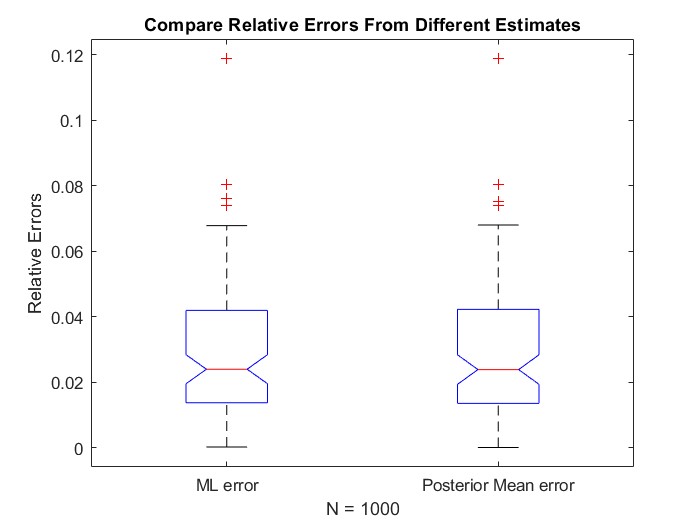 Compare Relative Errors From Different Estimates
0.12
0.1
0.08
0.06
0.04
0.02
0
Relative Errors
ML error
Posterior Mean error
N = 1000